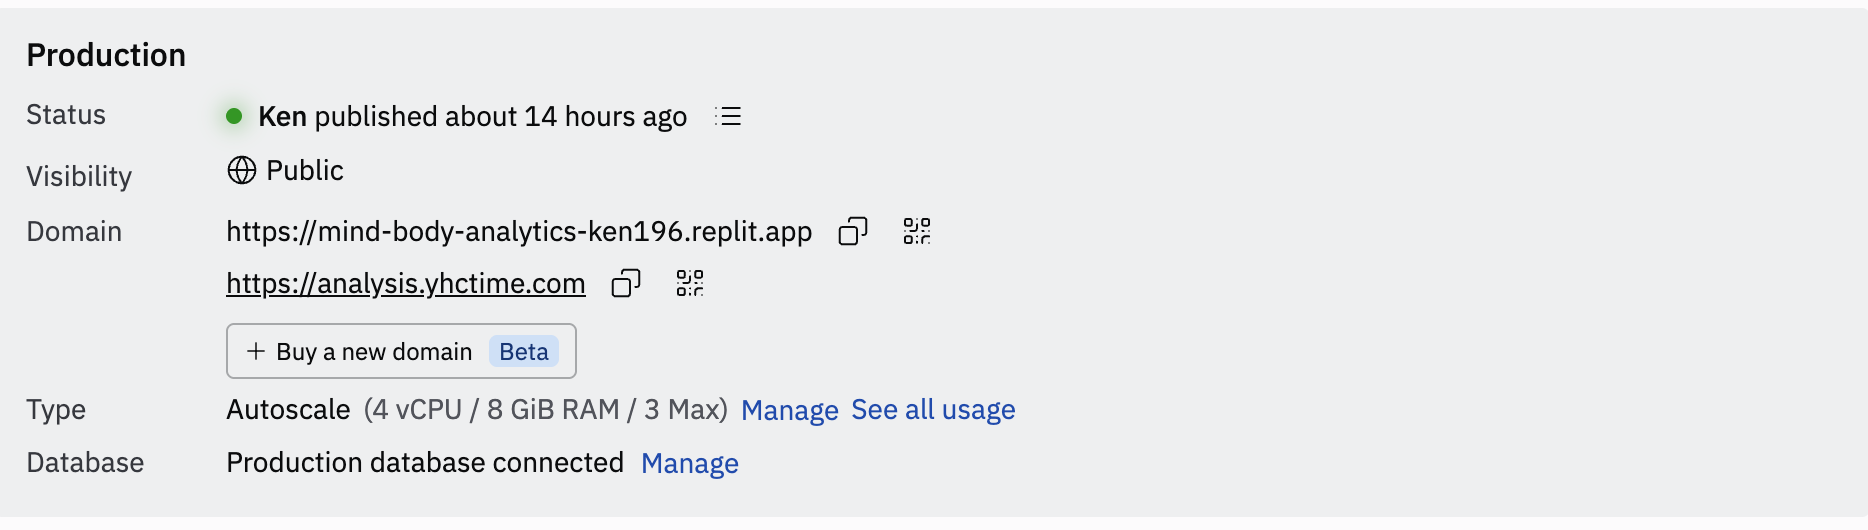 Production
Status Ken published about 14 hours ago
Visibility Public
Domain https://mind-body-analytics-ken196.replit.app
https://analysis.yhctime.com
+ Buy a new domain Beta
Type Autoscale (4 vCPU / 8 GiB RAM / 3 Max) Manage See all usage
Database Production database connected Manage